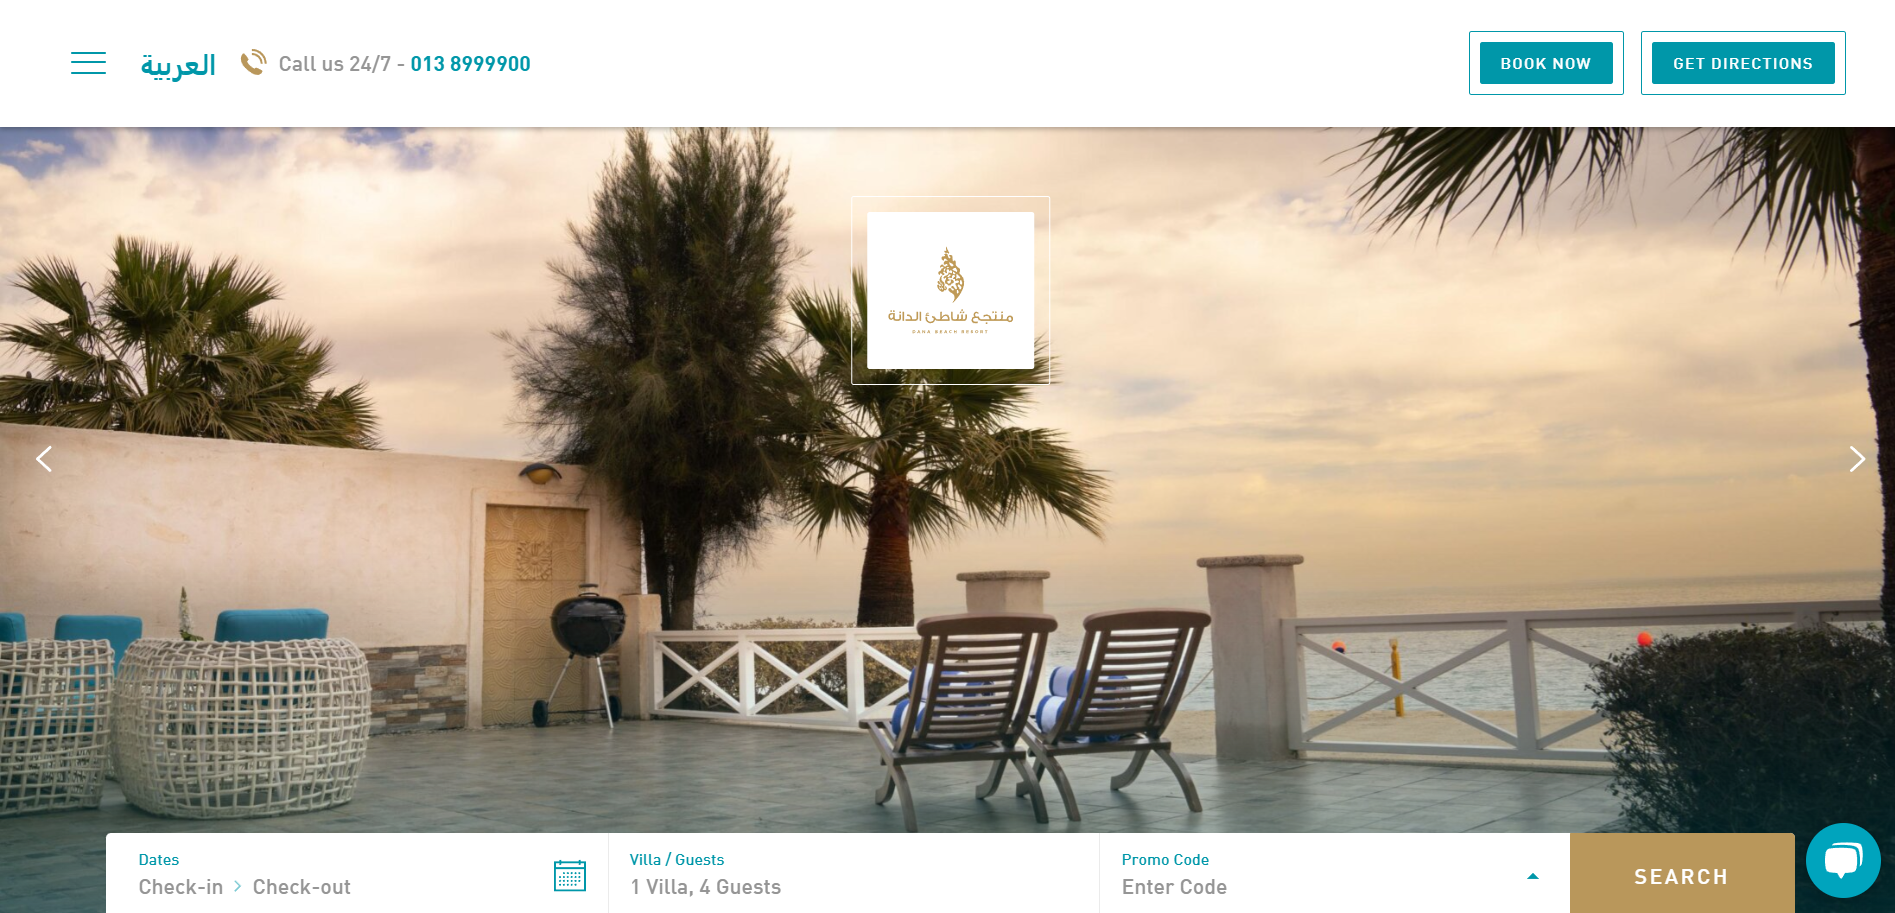 العربية
Call us 24/7 - 013 8999900
BOOK NOW
GET DIRECTIONS
منتجع شاطئ الدانة
DANA BEACH RESORT
Dates
Check-in > Check-out
Villa / Guests
1 Villa, 4 Guests
Promo Code
Enter Code
SEARCH